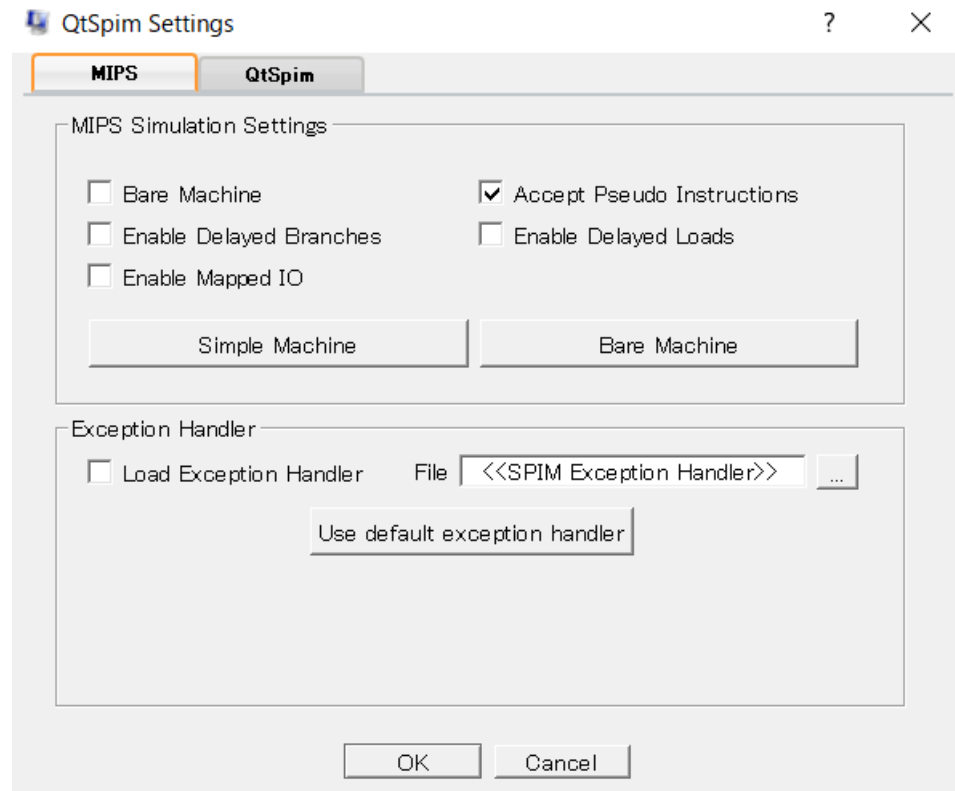 QtSpim Settings ? ×
MIPS QtSpim
MIPS Simulation Settings
Bare Machine Accept Pseudo Instructions
Enable Delayed Branches Enable Delayed Loads
Enable Mapped IO
Simple Machine Bare Machine
Exception Handler
Load Exception Handler File <<SPIM Exception Handler>> ...
Use default exception handler
OK Cancel